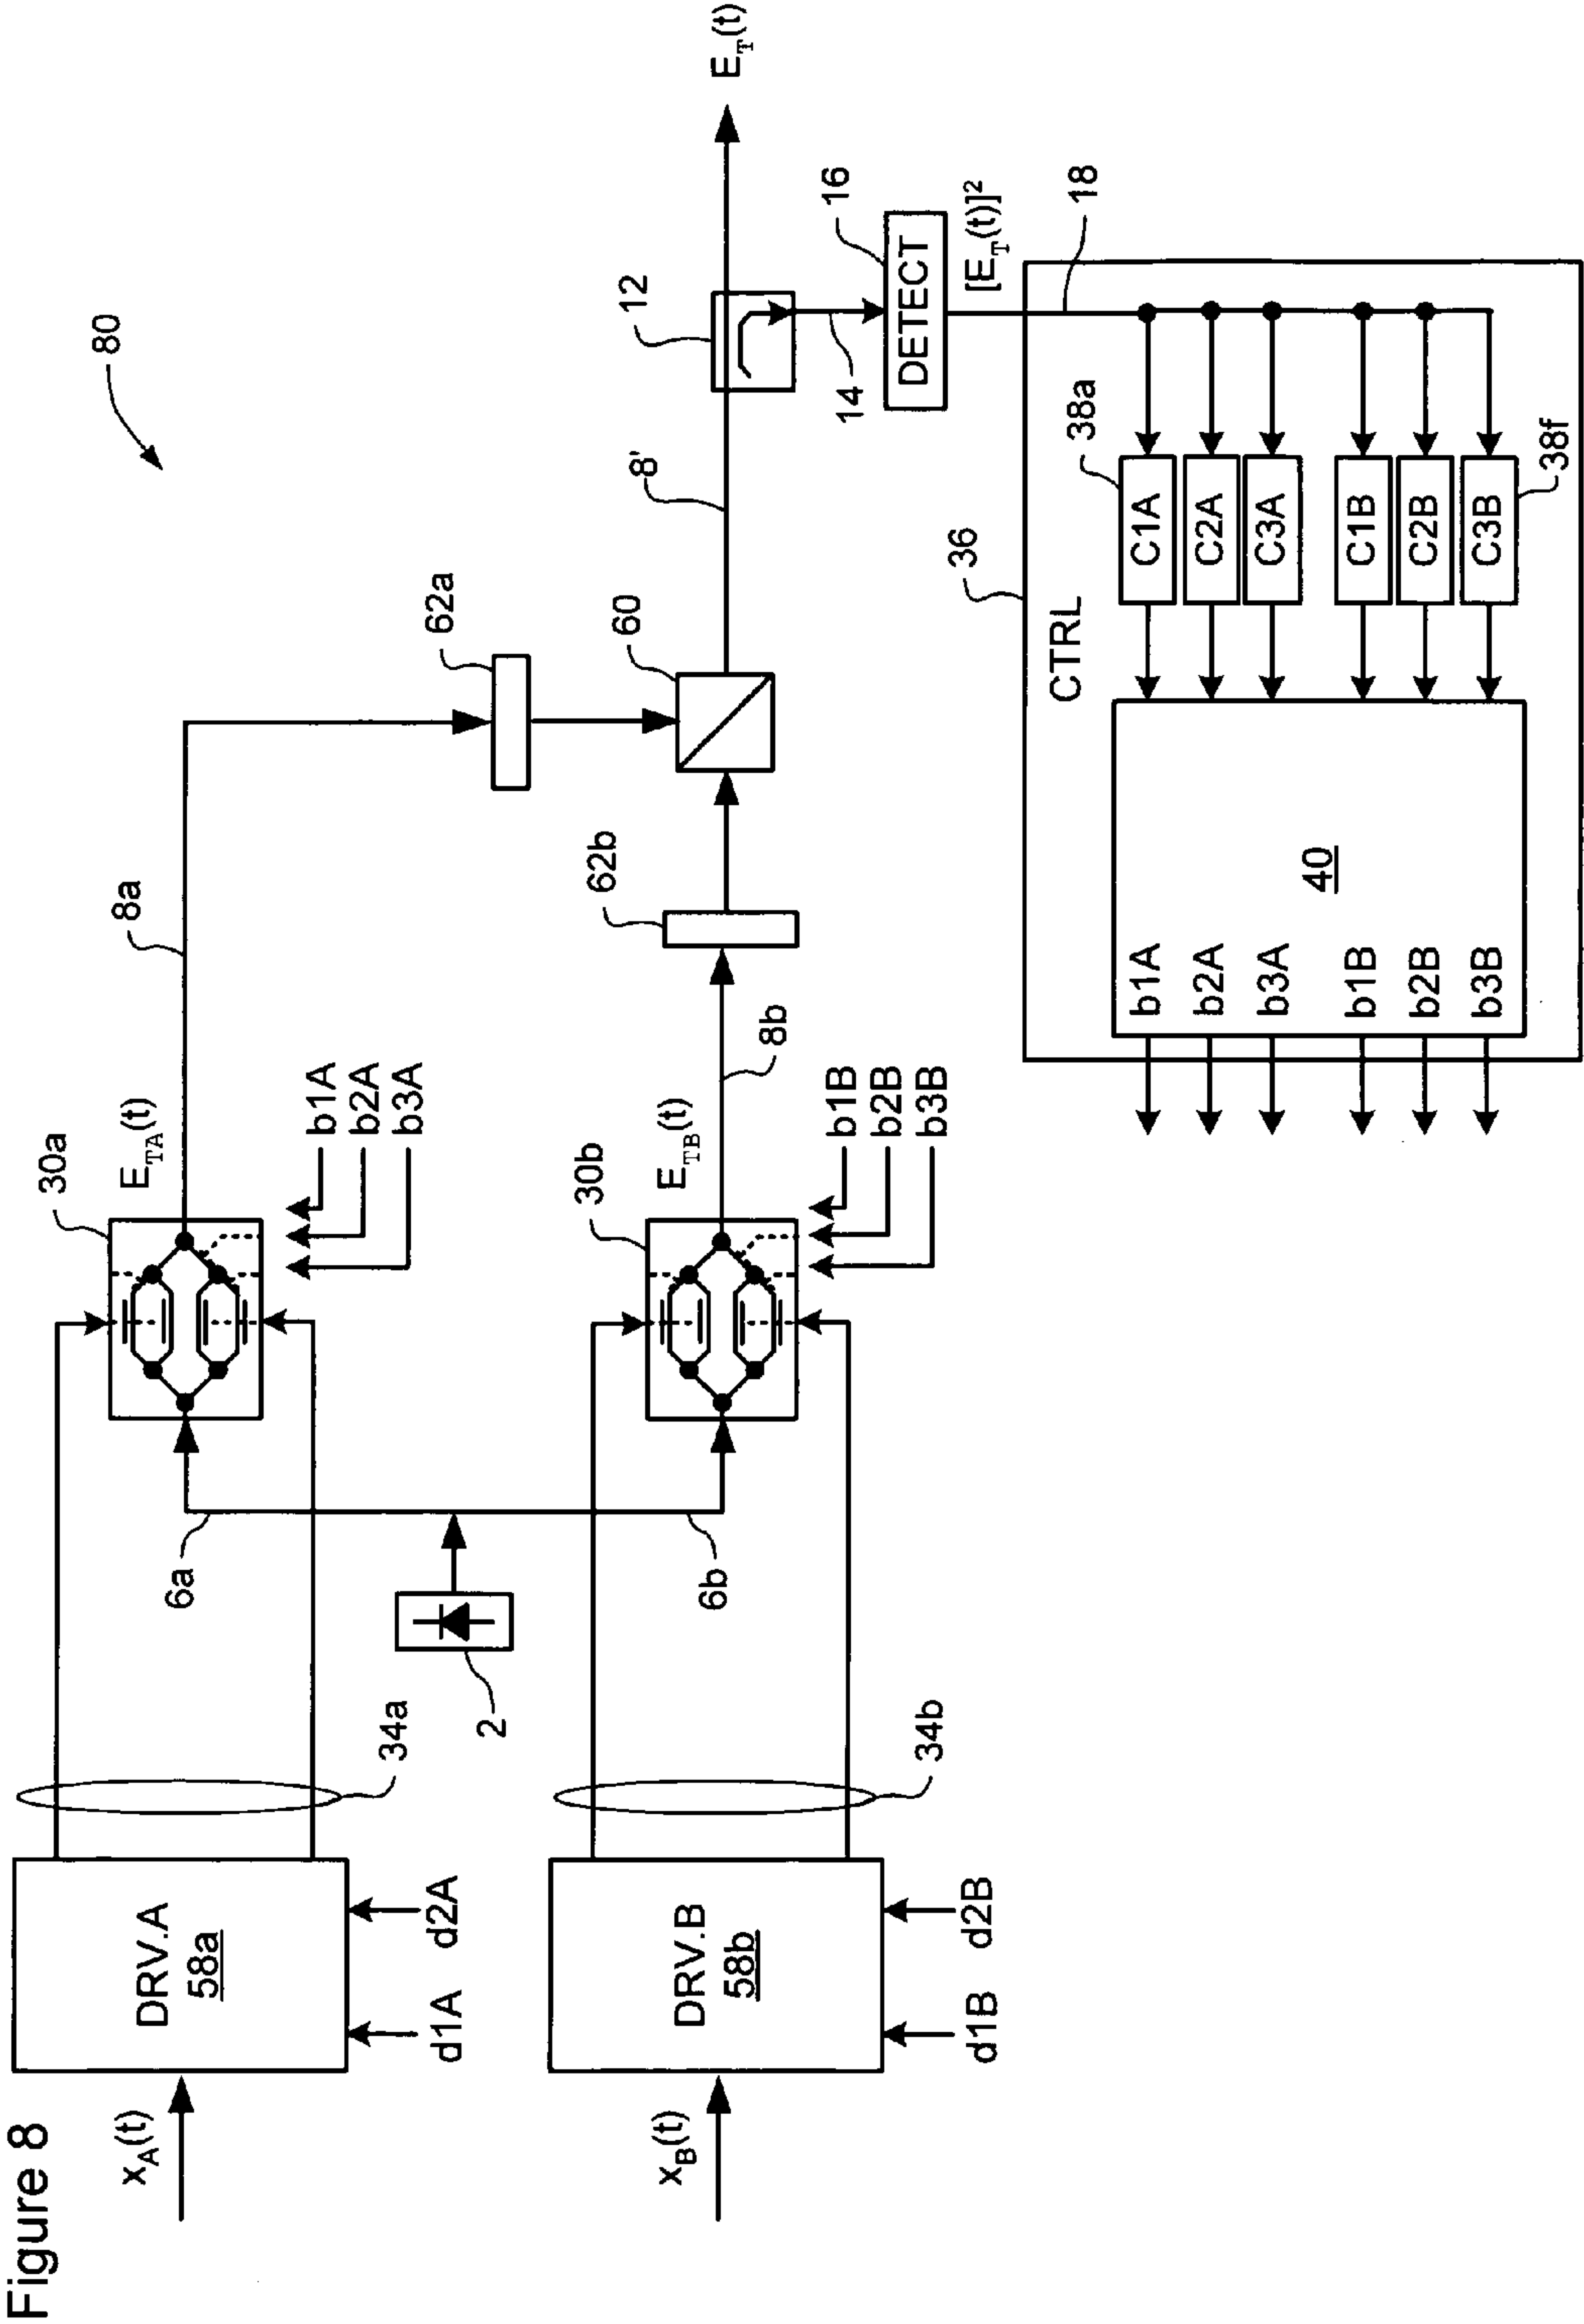 Figure 8
80
x_A(t)
DRV.A
58a
d1A
d2A
34a
6a
2
30a
E_TA(t)
b1A
b2A
b3A
8a
62a
x_B(t)
DRV.B
58b
d1B
d2B
34b
6b
30b
E_TB(t)
b1B
b2B
b3B
8b
62b
60
8'
12
E_T(t)
14
16
DETECT
[E_T(t)]²
18
36
CTRL
b1A
b2A
b3A
b1B
b2B
b3B
40
C1A
C2A
C3A
C1B
C2B
C3B
38a
38f